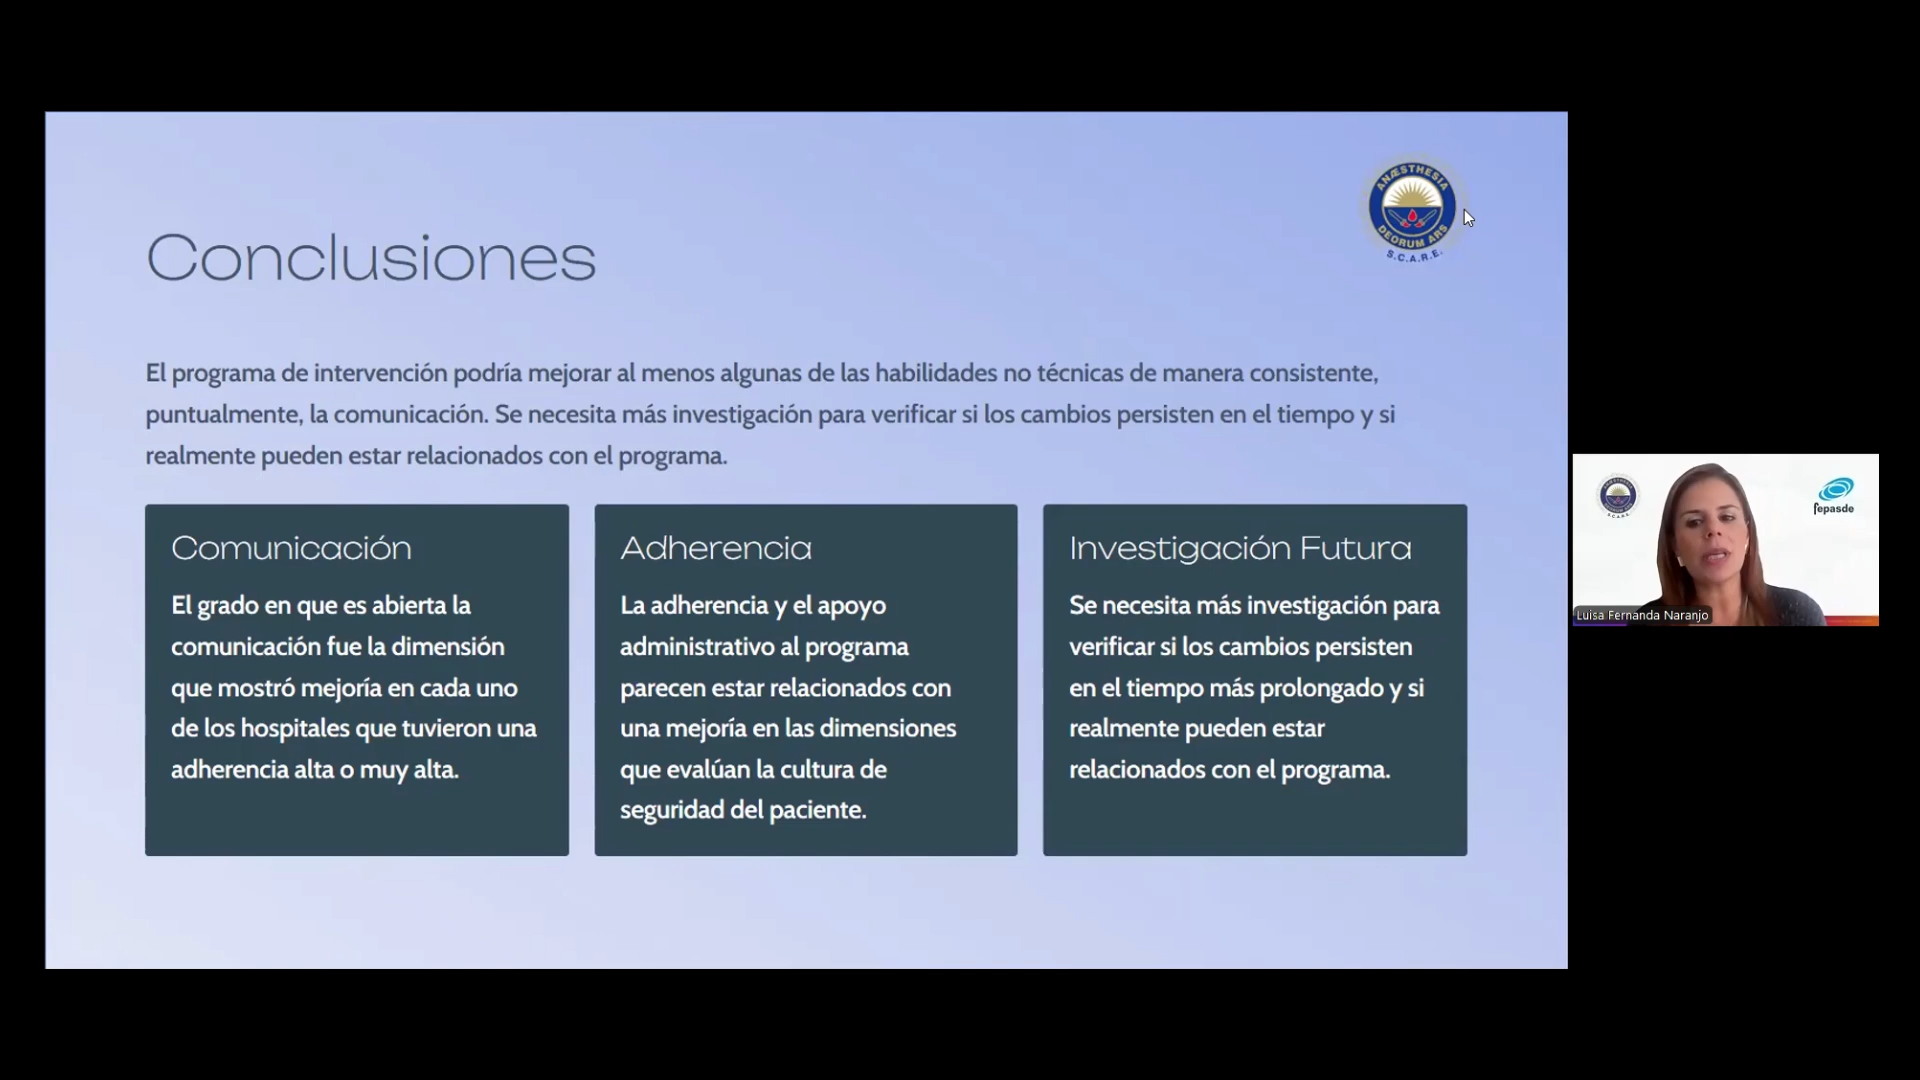 ANÆSTHESIA
DEORUM ARS
S.C.A.R.E.
Conclusiones
El programa de intervención podría mejorar al menos algunas de las habilidades no técnicas de manera consistente,
puntualmente, la comunicación. Se necesita más investigación para verificar si los cambios persisten en el tiempo y si
realmente pueden estar relacionados con el programa.
Comunicación
El grado en que es abierta la
comunicación fue la dimensión
que mostró mejoría en cada uno
de los hospitales que tuvieron una
adherencia alta o muy alta.
Adherencia
La adherencia y el apoyo
administrativo al programa
parecen estar relacionados con
una mejoría en las dimensiones
que evalúan la cultura de
seguridad del paciente.
Investigación Futura
Se necesita más investigación para
verificar si los cambios persisten
en el tiempo más prolongado y si
realmente pueden estar
relacionados con el programa.
fepasde
Luisa Fernanda Naranjo